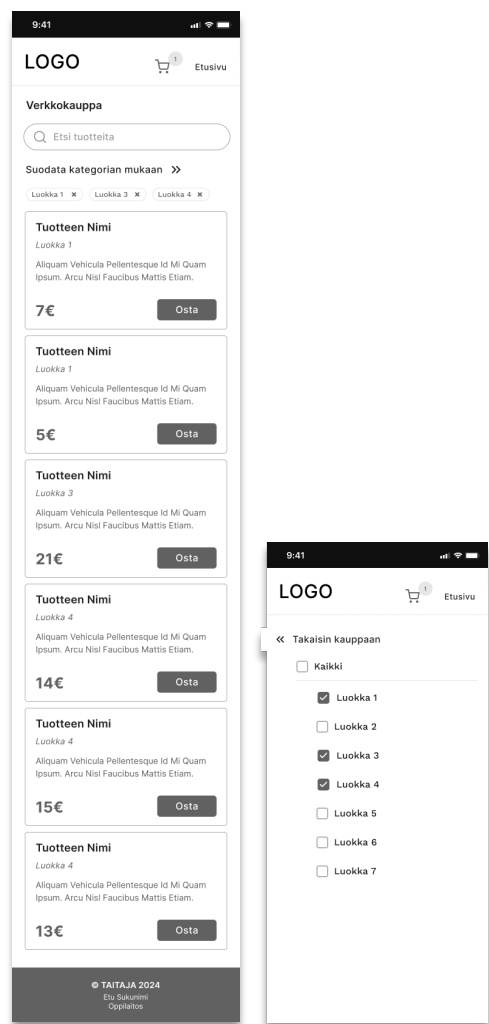 9:41
LOGO
1
Etusivu
Verkkokauppa
Etsi tuotteita
Suodata kategorian mukaan
Luokka 1
Luokka 3
Luokka 4
Tuotteen Nimi
Luokka 1
Aliquam Vehicula Pellentesque Id Mi Quam
Ipsum. Arcu Nisl Faucibus Mattis Etiam.
7€
Osta
Tuotteen Nimi
Luokka 1
Aliquam Vehicula Pellentesque Id Mi Quam
Ipsum. Arcu Nisl Faucibus Mattis Etiam.
5€
Osta
Tuotteen Nimi
Luokka 3
Aliquam Vehicula Pellentesque Id Mi Quam
Ipsum. Arcu Nisl Faucibus Mattis Etiam.
21€
Osta
Tuotteen Nimi
Luokka 4
Aliquam Vehicula Pellentesque Id Mi Quam
Ipsum. Arcu Nisl Faucibus Mattis Etiam.
14€
Osta
Tuotteen Nimi
Luokka 4
Aliquam Vehicula Pellentesque Id Mi Quam
Ipsum. Arcu Nisl Faucibus Mattis Etiam.
15€
Osta
Tuotteen Nimi
Luokka 4
Aliquam Vehicula Pellentesque Id Mi Quam
Ipsum. Arcu Nisl Faucibus Mattis Etiam.
13€
Osta
© TAITAJA 2024
Etu Sukunimi
Oppilaitos
9:41
LOGO
1
Etusivu
Takaisin kauppaan
Kaikki
Luokka 1
Luokka 2
Luokka 3
Luokka 4
Luokka 5
Luokka 6
Luokka 7